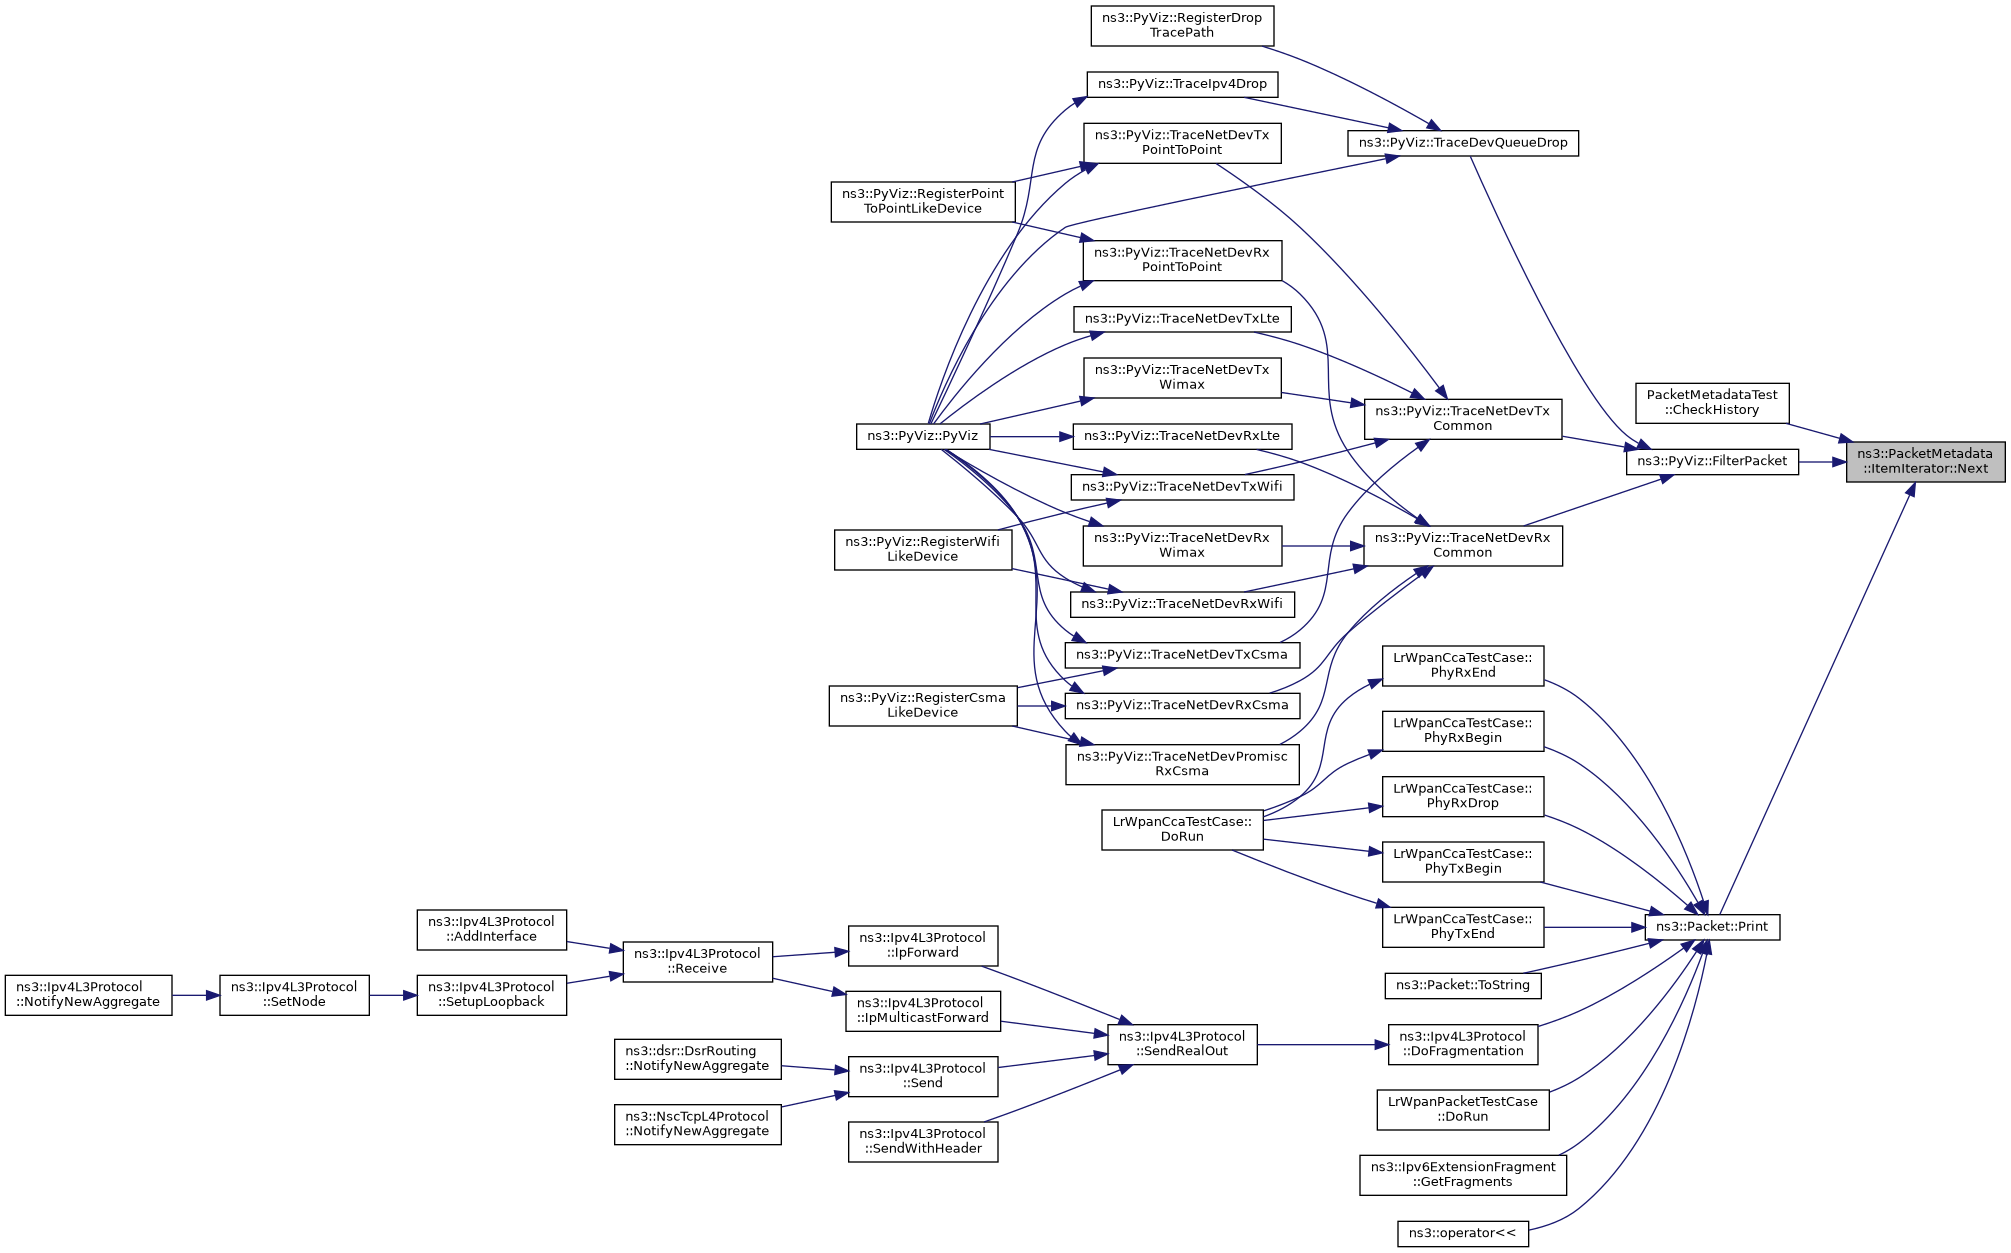 ns3::PyViz::RegisterDrop
TracePath
ns3::PyViz::TraceIpv4Drop
ns3::PyViz::TraceNetDevTx
PointToPoint
ns3::PyViz::TraceDevQueueDrop
ns3::PyViz::RegisterPoint
ToPointLikeDevice
ns3::PyViz::TraceNetDevRx
PointToPoint
ns3::PyViz::TraceNetDevTxLte
ns3::PyViz::TraceNetDevTx
Wimax
ns3::PyViz::TraceNetDevTx
Common
PacketMetadataTest
::CheckHistory
ns3::PyViz::PyViz
ns3::PyViz::TraceNetDevRxLte
ns3::PyViz::FilterPacket
ns3::PacketMetadata
::ItemIterator::Next
ns3::PyViz::TraceNetDevTxWifi
ns3::PyViz::RegisterWifi
LikeDevice
ns3::PyViz::TraceNetDevRx
Wimax
ns3::PyViz::TraceNetDevRx
Common
ns3::PyViz::TraceNetDevRxWifi
ns3::PyViz::TraceNetDevTxCsma
LrWpanCcaTestCase::
PhyRxEnd
ns3::PyViz::RegisterCsma
LikeDevice
ns3::PyViz::TraceNetDevRxCsma
LrWpanCcaTestCase::
PhyRxBegin
ns3::PyViz::TraceNetDevPromisc
RxCsma
LrWpanCcaTestCase::
PhyRxDrop
LrWpanCcaTestCase::
DoRun
LrWpanCcaTestCase::
PhyTxBegin
LrWpanCcaTestCase::
PhyTxEnd
ns3::Packet::Print
ns3::Ipv4L3Protocol
::AddInterface
ns3::Ipv4L3Protocol
::Receive
ns3::Ipv4L3Protocol
::IpForward
ns3::Packet::ToString
ns3::Ipv4L3Protocol
::NotifyNewAggregate
ns3::Ipv4L3Protocol
::SetNode
ns3::Ipv4L3Protocol
::SetupLoopback
ns3::Ipv4L3Protocol
::IpMulticastForward
ns3::Ipv4L3Protocol
::SendRealOut
ns3::Ipv4L3Protocol
::DoFragmentation
ns3::dsr::DsrRouting
::NotifyNewAggregate
ns3::Ipv4L3Protocol
::Send
ns3::NscTcpL4Protocol
::NotifyNewAggregate
LrWpanPacketTestCase
::DoRun
ns3::Ipv4L3Protocol
::SendWithHeader
ns3::Ipv6ExtensionFragment
::GetFragments
ns3::operator<<